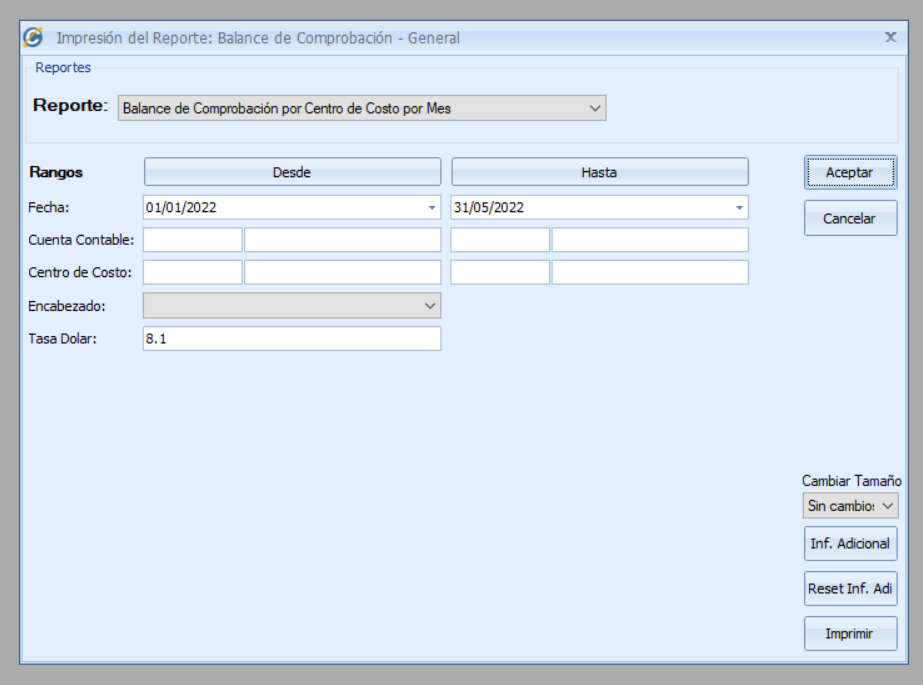 Impresión del Reporte: Balance de Comprobación - General
Reportes
Reporte: Balance de Comprobación por Centro de Costo por Mes
Rangos Desde Hasta Aceptar
Fecha: 01/01/2022 31/05/2022 Cancelar
Cuenta Contable:
Centro de Costo:
Encabezado:
Tasa Dolar: 8.1
Cambiar Tamaño
Sin cambio
Inf. Adicional
Reset Inf. Adi
Imprimir